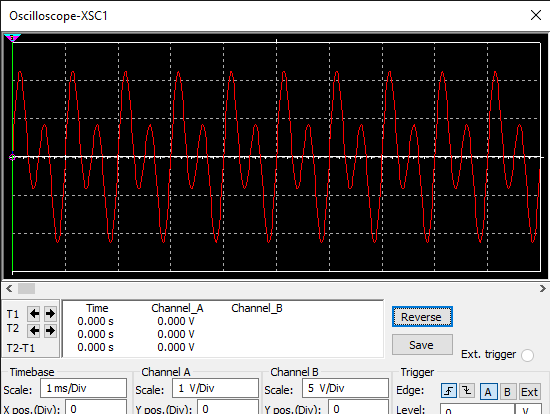 Oscilloscope-XSC1
T1
T2
T2-T1
Time Channel_A Channel_B
0.000 s 0.000 V
0.000 s 0.000 V
0.000 s 0.000 V
Reverse
Save
Ext. trigger
Timebase
Scale: 1 ms/Div
X pos.(Div): 0
Channel A
Scale: 1 V/Div
Y pos.(Div): 0
Channel B
Scale: 5 V/Div
Y pos.(Div): 0
Trigger
Edge: A B Ext
Level: 0 V